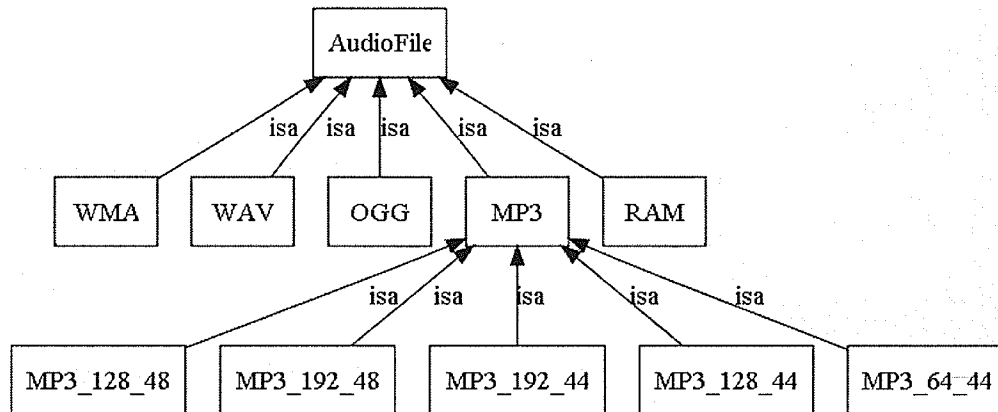 AudioFile
isa isa isa isa isa
WMA WAV OGG MP3 RAM
isa isa isa isa isa
MP3_128_48 MP3_192_48 MP3_192_44 MP3_128_44 MP3_64_44